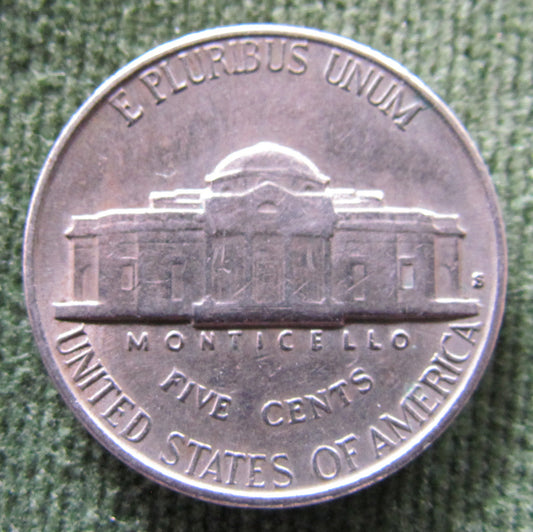 E PLURIBUS UNUM
S
MONTICELLO
FIVE CENTS
UNITED STATES OF AMERICA